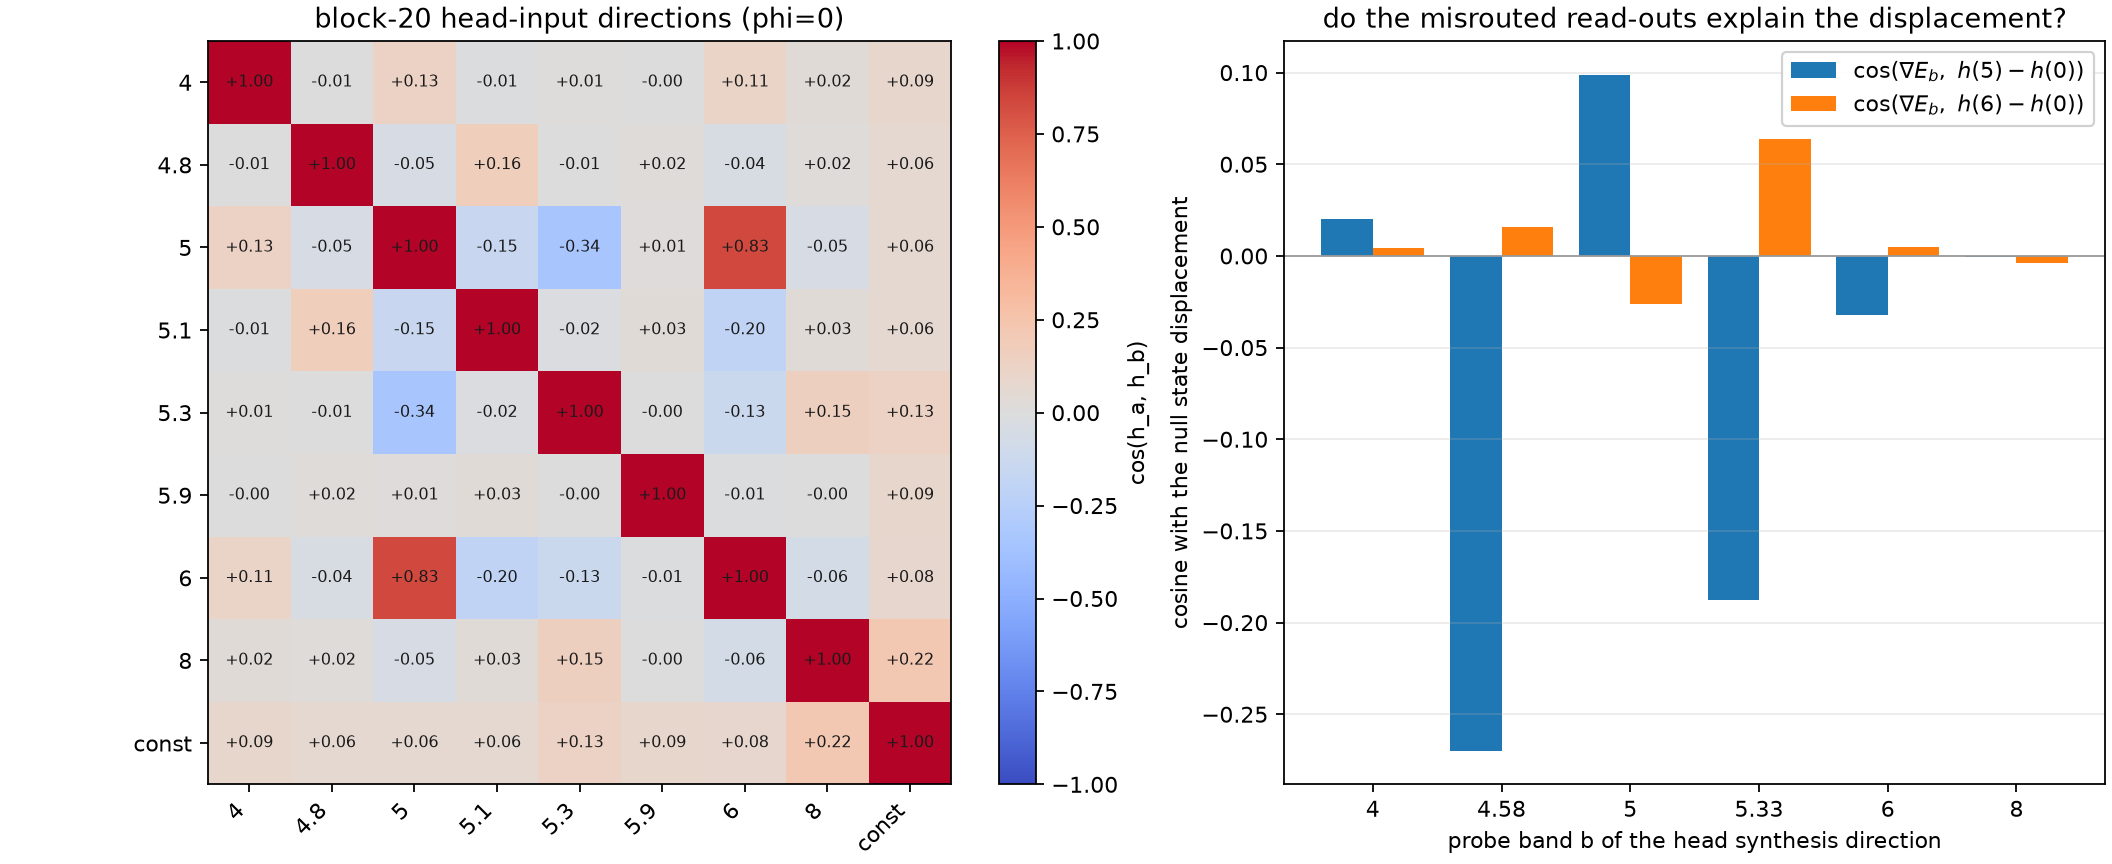 block-20 head-input directions (phi=0)
4 +1.00 -0.01 +0.13 -0.01 +0.01 -0.00 +0.11 +0.02 +0.09
4.8 -0.01 +1.00 -0.05 +0.16 -0.01 +0.02 -0.04 +0.02 +0.06
5 +0.13 -0.05 +1.00 -0.15 -0.34 +0.01 +0.83 -0.05 +0.06
5.1 -0.01 +0.16 -0.15 +1.00 -0.02 +0.03 -0.20 +0.03 +0.06
5.3 +0.01 -0.01 -0.34 -0.02 +1.00 -0.00 -0.13 +0.15 +0.13
5.9 -0.00 +0.02 +0.01 +0.03 -0.00 +1.00 -0.01 -0.00 +0.09
6 +0.11 -0.04 +0.83 -0.20 -0.13 -0.01 +1.00 -0.06 +0.08
8 +0.02 +0.02 -0.05 +0.03 +0.15 -0.00 -0.06 +1.00 +0.22
const +0.09 +0.06 +0.06 +0.06 +0.13 +0.09 +0.08 +0.22 +1.00
4 4.8 5 5.1 5.3 5.9 6 8 const
1.00
0.75
0.50
0.25
0.00
−0.25
−0.50
−0.75
−1.00
cos(h_a, h_b)
do the misrouted read-outs explain the displacement?
cos(∇E_b, h(5) − h(0))
cos(∇E_b, h(6) − h(0))
cosine with the null state displacement
0.10
0.05
0.00
−0.05
−0.10
−0.15
−0.20
−0.25
4 4.58 5 5.33 6 8
probe band b of the head synthesis direction